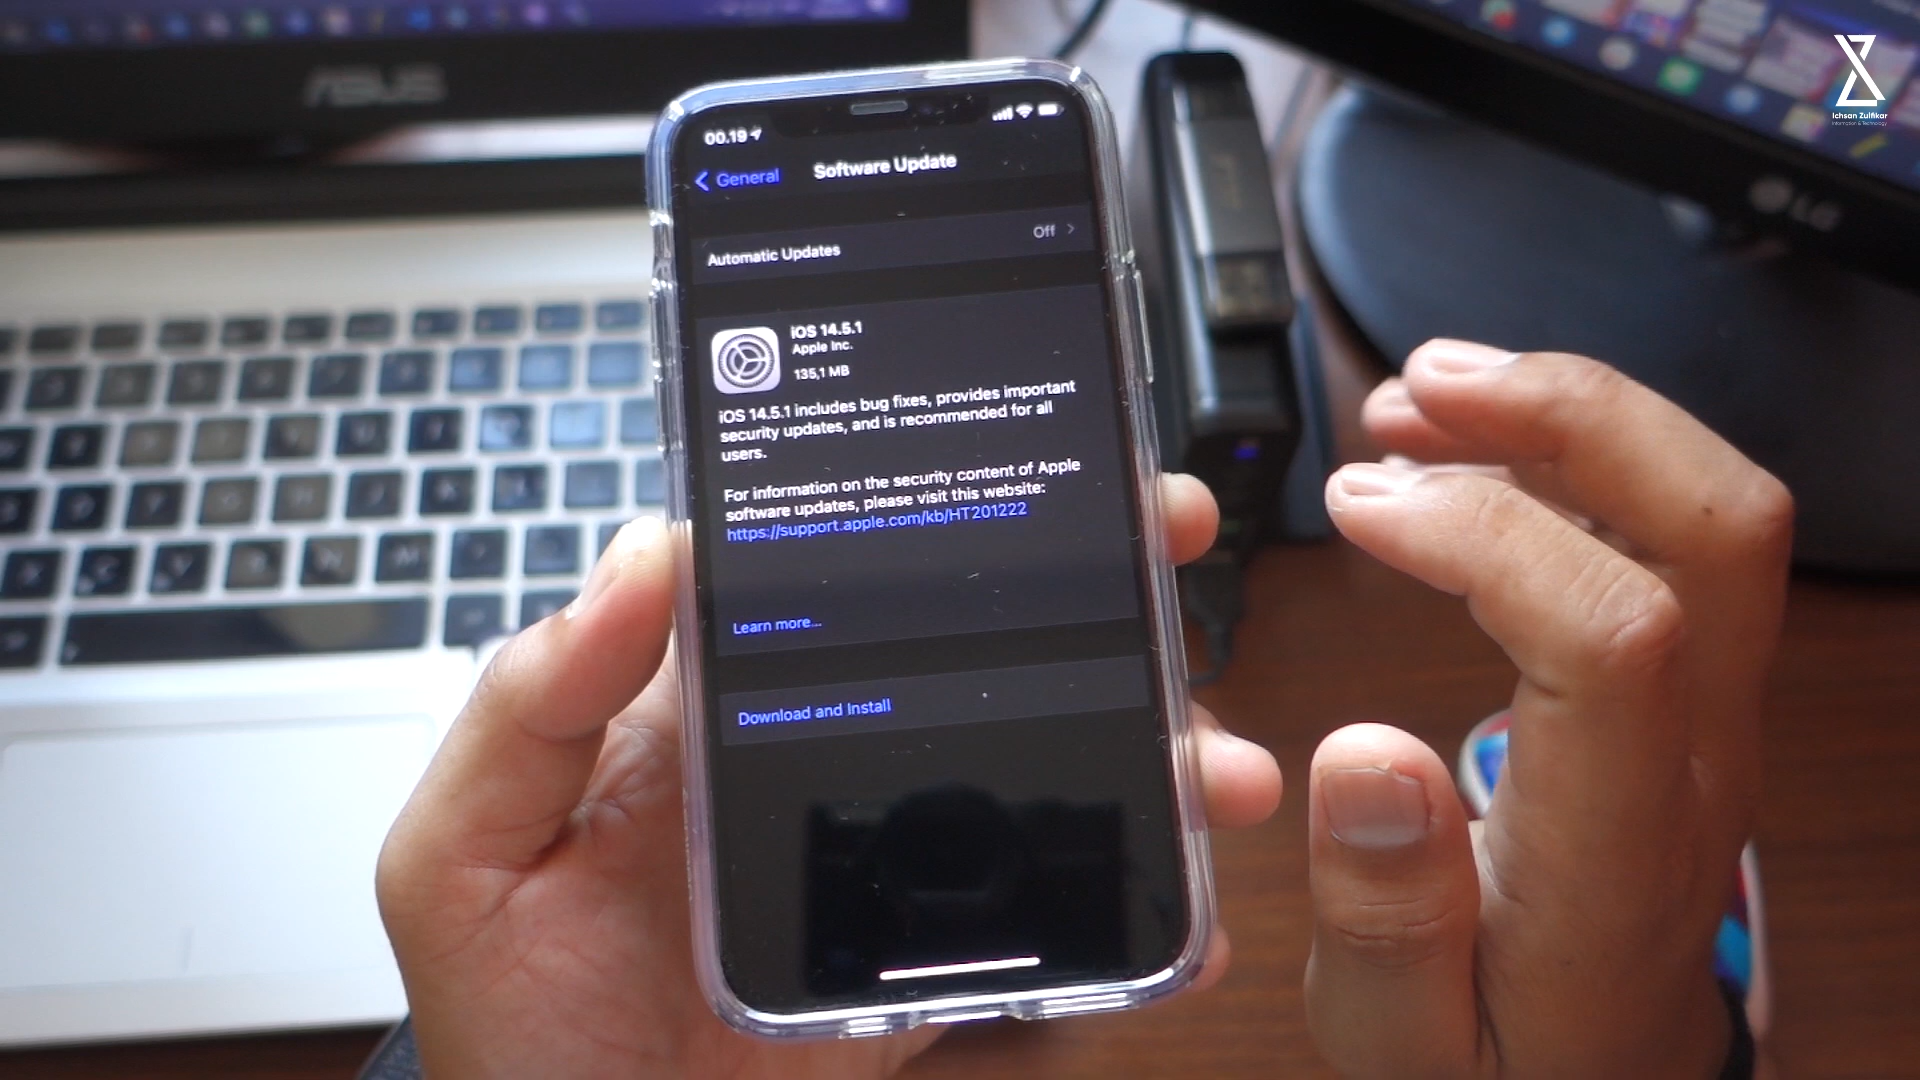 ASUS
Ichsan Zulfikar
Information & Technology
LG
00.19
General
Software Update
Automatic Updates
Off
iOS 14.5.1
Apple Inc.
135,1 MB
iOS 14.5.1 includes bug fixes, provides important
security updates, and is recommended for all
users.
For information on the security content of Apple
software updates, please visit this website:
https://support.apple.com/kb/HT201222
Learn more...
Download and Install